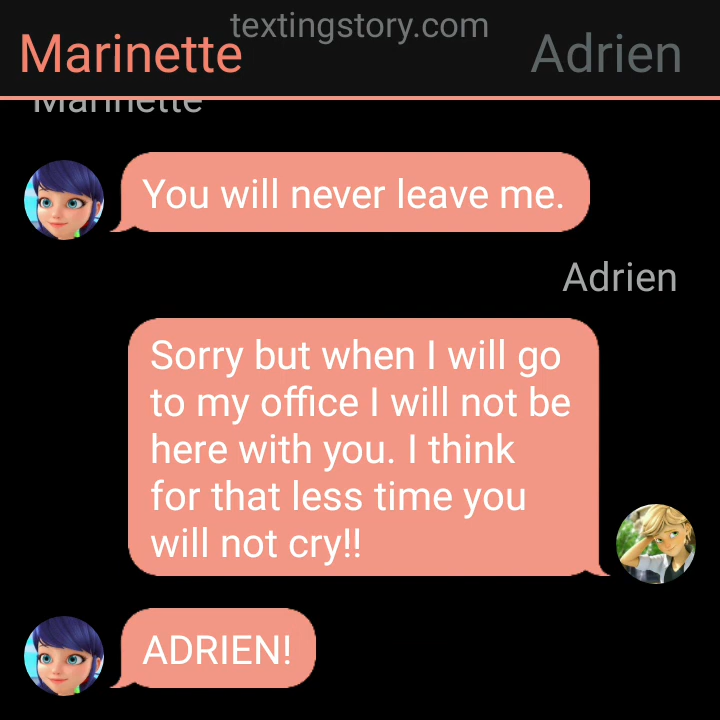 textingstory.com
Marinette Adrien
Marinette
You will never leave me.
Adrien
Sorry but when I will go
to my office I will not be
here with you. I think
for that less time you
will not cry!!
ADRIEN!